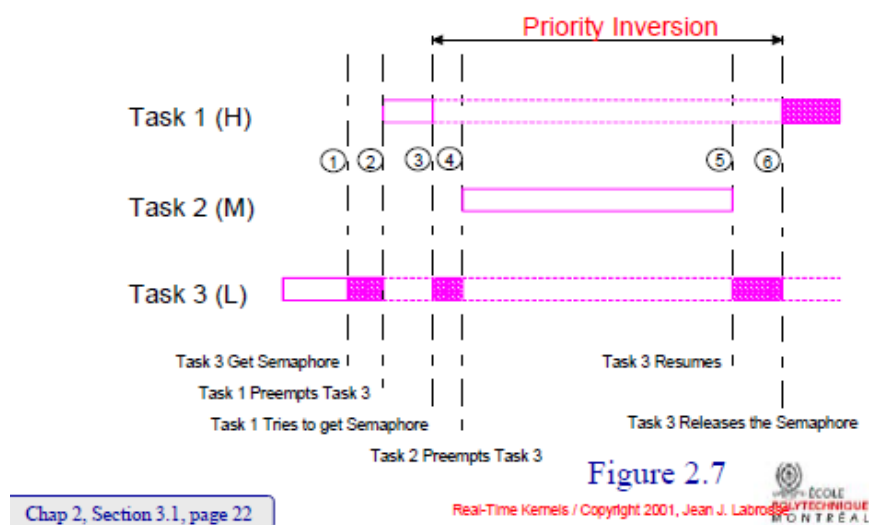 Priority Inversion
Task 1 (H)
1 2 3 4 5 6
Task 2 (M)
Task 3 (L)
Task 3 Get Semaphore
Task 3 Resumes
Task 1 Preempts Task 3
Task 1 Tries to get Semaphore
Task 3 Releases the Semaphore
Task 2 Preempts Task 3
Figure 2.7
Chap 2, Section 3.1, page 22
Real-Time Kernels / Copyright 2001, Jean J. Labrosse
ÉCOLE
POLYTECHNIQUE
MONTRÉAL